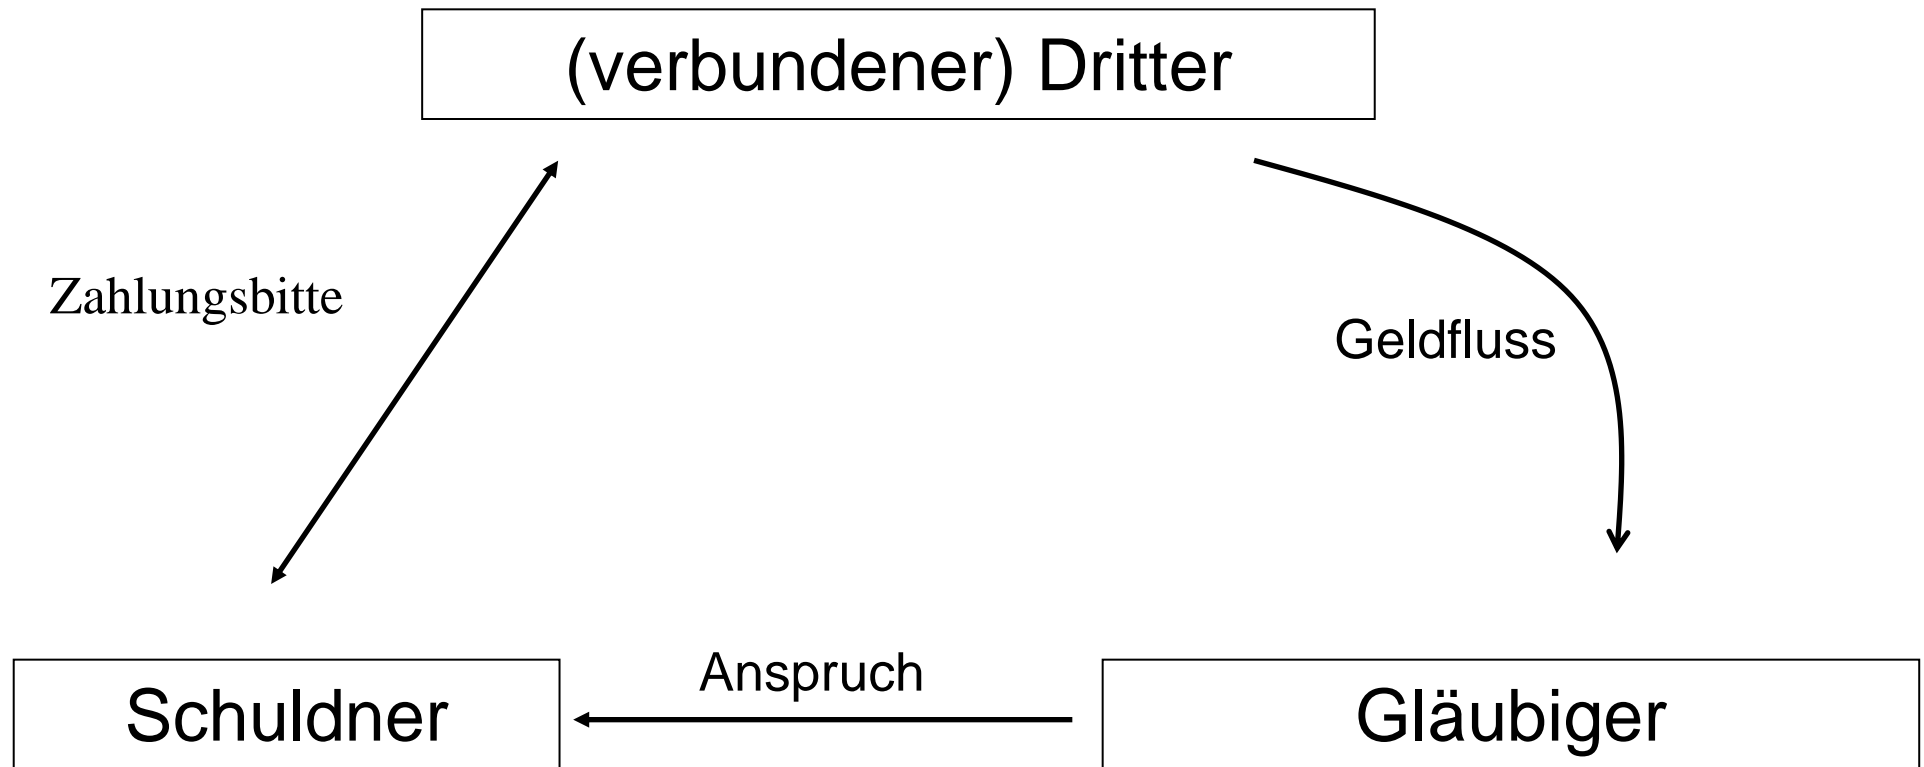 (verbundener) Dritter
Zahlungsbitte
Geldfluss
Anspruch
Schuldner
Gläubiger